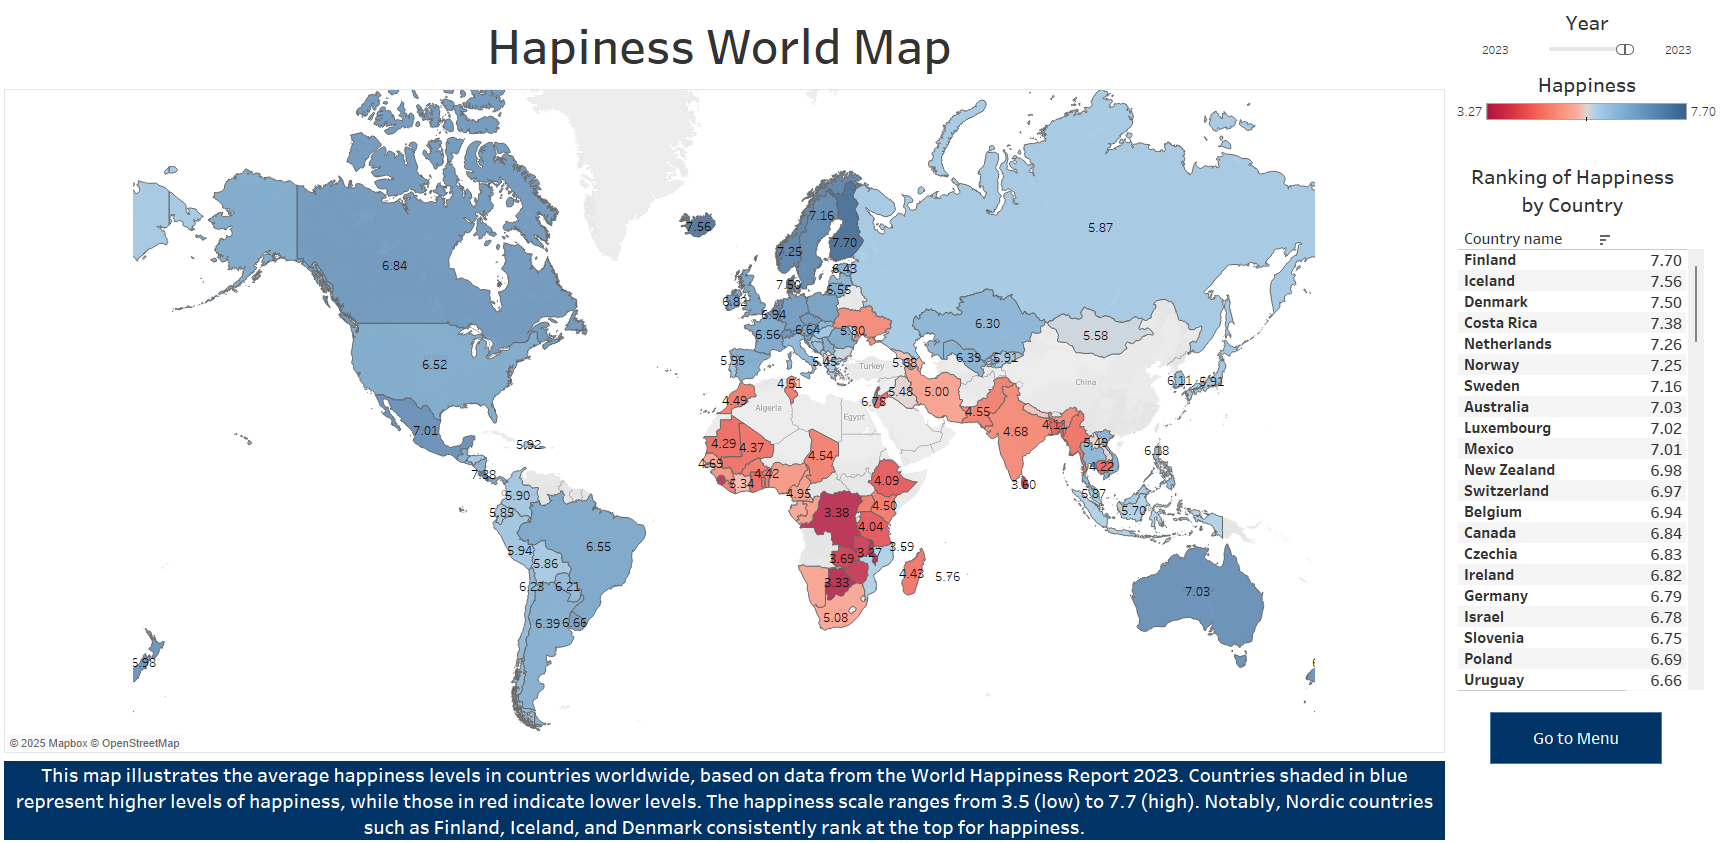 Hapiness World Map
Year
2023
2023
Happiness
3.27
7.70
Ranking of Happiness
by Country
Country name
Finland 7.70
Iceland 7.56
Denmark 7.50
Costa Rica 7.38
Netherlands 7.26
Norway 7.25
Sweden 7.16
Australia 7.03
Luxembourg 7.02
Mexico 7.01
New Zealand 6.98
Switzerland 6.97
Belgium 6.94
Canada 6.84
Czechia 6.83
Ireland 6.82
Germany 6.79
Israel 6.78
Slovenia 6.75
Poland 6.69
Uruguay 6.66
Go to Menu
7.56
7.16
5.87
7.25
7.70
6.84
6.43
7.50
6.55
6.82
6.94
6.30
6.56
6.64
5.80
5.58
6.52
5.95
5.45
Turkey
5.68
6.39
5.91
China
6.11
5.91
4.51
5.48
5.00
4.49
Algeria
6.78
Egypt
4.55
7.01
5.92
4.29
4.37
4.68
4.11
5.49
6.18
4.69
4.54
4.42
4.22
7.38
5.34
4.09
3.60
5.90
4.95
5.87
5.85
3.38
4.50
5.70
4.04
5.94
6.55
3.59
3.27
5.86
3.69
4.43
5.76
6.23
6.21
3.33
7.03
6.39
6.66
5.08
6.98
© 2025 Mapbox © OpenStreetMap
This map illustrates the average happiness levels in countries worldwide, based on data from the World Happiness Report 2023. Countries shaded in blue
represent higher levels of happiness, while those in red indicate lower levels. The happiness scale ranges from 3.5 (low) to 7.7 (high). Notably, Nordic countries
such as Finland, Iceland, and Denmark consistently rank at the top for happiness.